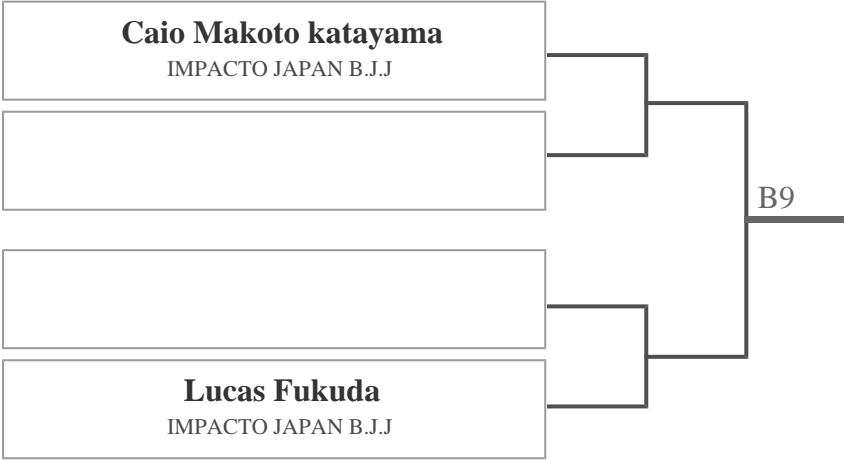 Caio Makoto katayama
IMPACTO JAPAN B.J.J
B9
Lucas Fukuda
IMPACTO JAPAN B.J.J